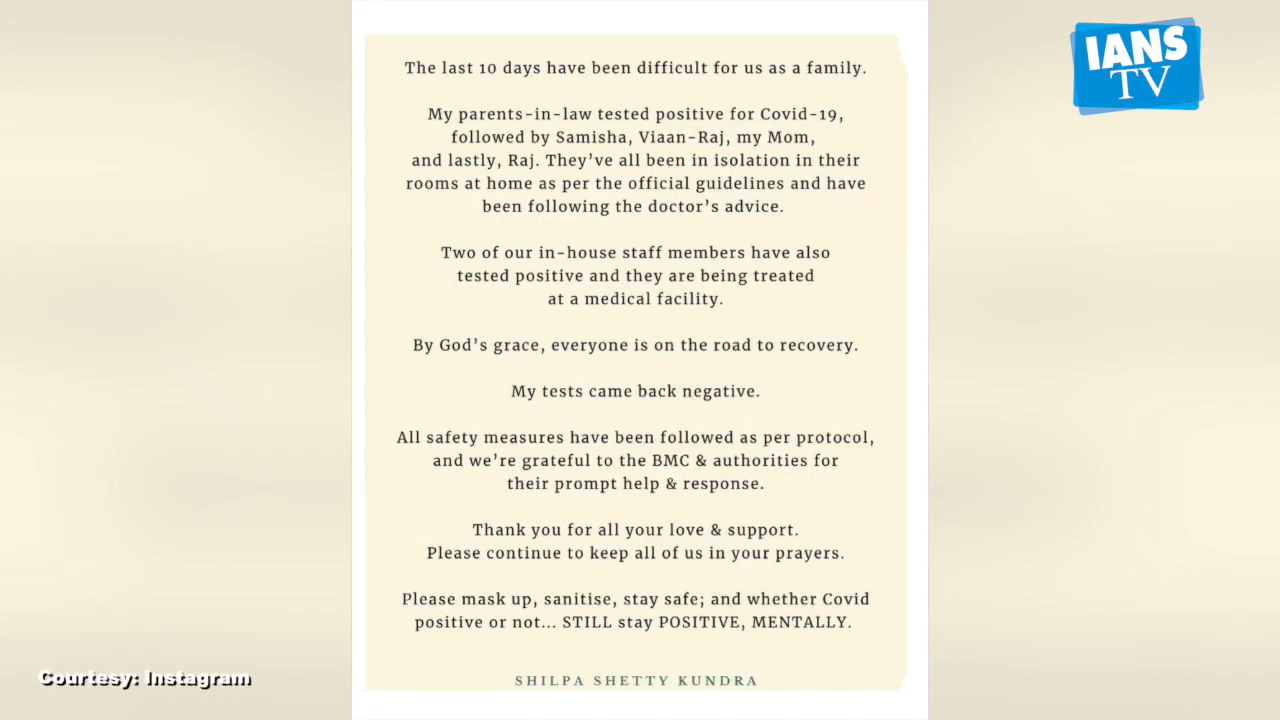 The last 10 days have been difficult for us as a family.
My parents-in-law tested positive for Covid-19,
followed by Samisha, Viaan-Raj, my Mom,
and lastly, Raj. They’ve all been in isolation in their
rooms at home as per the official guidelines and have
been following the doctor’s advice.
Two of our in-house staff members have also
tested positive and they are being treated
at a medical facility.
By God’s grace, everyone is on the road to recovery.
My tests came back negative.
All safety measures have been followed as per protocol,
and we’re grateful to the BMC & authorities for
their prompt help & response.
Thank you for all your love & support.
Please continue to keep all of us in your prayers.
Please mask up, sanitise, stay safe; and whether Covid
positive or not... STILL stay POSITIVE, MENTALLY.
SHILPA SHETTY KUNDRA
IANS
TV
Courtesy: Instagram